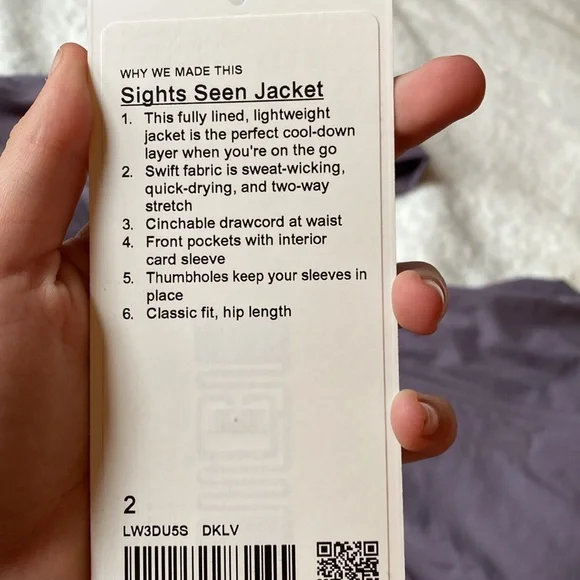 WHY WE MADE THIS
Sights Seen Jacket
1. This fully lined, lightweight
jacket is the perfect cool-down
layer when you're on the go
2. Swift fabric is sweat-wicking,
quick-drying, and two-way
stretch
3. Cinchable drawcord at waist
4. Front pockets with interior
card sleeve
5. Thumbholes keep your sleeves in
place
6. Classic fit, hip length
2
LW3DU5S DKLV